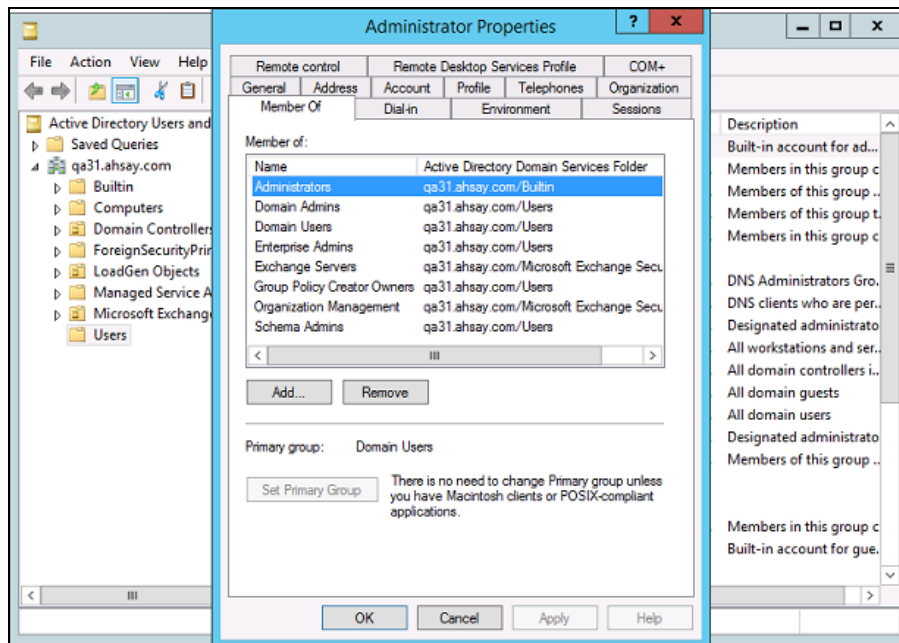 Administrator Properties
?
x
x
File Action View Help
Active Directory Users and
Saved Queries
qa31.ahsay.com
Builtin
Computers
Domain Controllers
ForeignSecurityPrin
LoadGen Objects
Managed Service A
Microsoft Exchange
Users
Remote control Remote Desktop Services Profile COM+
General Address Account Profile Telephones Organization
Member Of Dial-in Environment Sessions
Member of:
Name Active Directory Domain Services Folder
Administrators qa31.ahsay.com/Builtin
Domain Admins qa31.ahsay.com/Users
Domain Users qa31.ahsay.com/Users
Enterprise Admins qa31.ahsay.com/Users
Exchange Servers qa31.ahsay.com/Microsoft Exchange Secu
Group Policy Creator Owners qa31.ahsay.com/Users
Organization Management qa31.ahsay.com/Microsoft Exchange Secu
Schema Admins qa31.ahsay.com/Users
Add... Remove
Primary group: Domain Users
Set Primary Group
There is no need to change Primary group unless
you have Macintosh clients or POSIX-compliant
applications.
OK Cancel Apply Help
Description
Built-in account for ad...
Members in this group c
Members of this group ..
Members of this group t.
Members in this group c
DNS Administrators Gro.
DNS clients who are per..
Designated administrato
All workstations and ser..
All domain controllers i..
All domain guests
All domain users
Designated administrato
Members of this group ..
Members in this group c
Built-in account for gue.